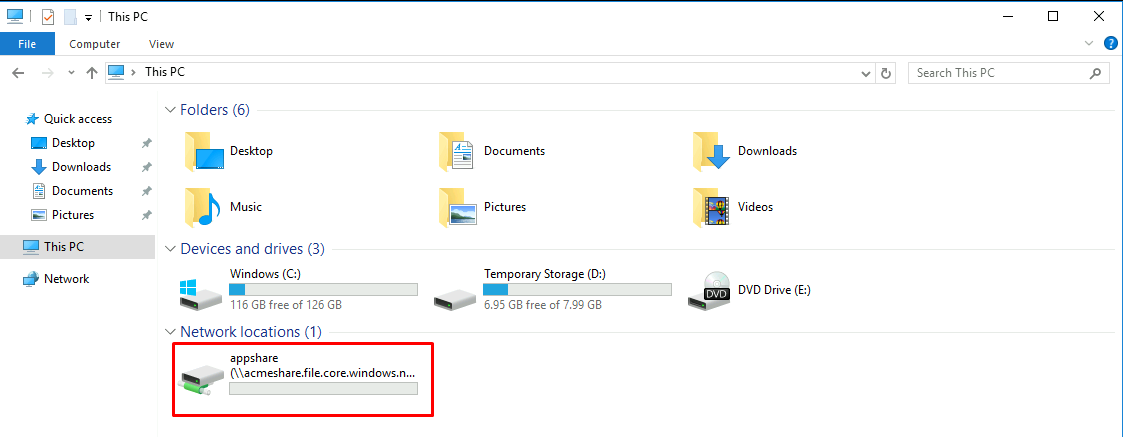 This PC
File
Computer
View
This PC
Search This PC
Quick access
Desktop
Downloads
Documents
Pictures
This PC
Network
Folders (6)
Desktop
Documents
Downloads
Music
Pictures
Videos
Devices and drives (3)
Windows (C:)
116 GB free of 126 GB
Temporary Storage (D:)
6.95 GB free of 7.99 GB
DVD Drive (E:)
DVD
Network locations (1)
appshare
(\\acmeshare.file.core.windows.n...